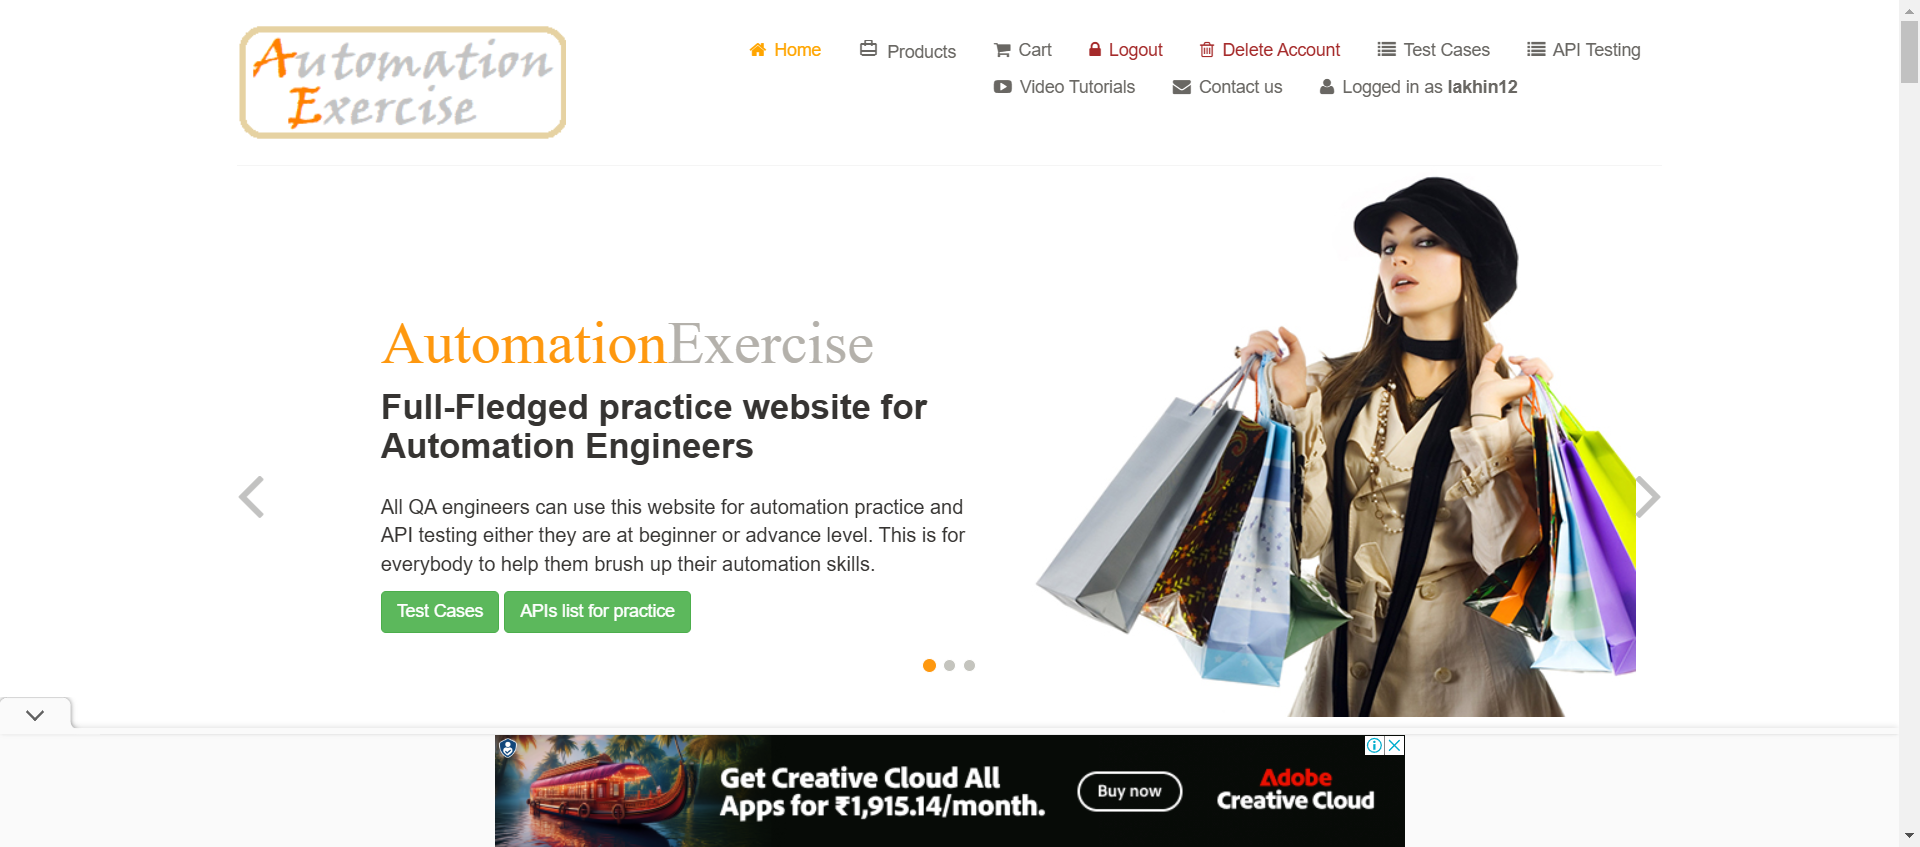 Automation
Exercise
Home Products Cart Logout Delete Account Test Cases API Testing
Video Tutorials Contact us Logged in as lakhin12
AutomationExercise
Full-Fledged practice website for
Automation Engineers
All QA engineers can use this website for automation practice and
API testing either they are at beginner or advance level. This is for
everybody to help them brush up their automation skills.
Test Cases APIs list for practice
Get Creative Cloud All
Apps for ₹1,915.14/month.
Buy now
Adobe
Creative Cloud